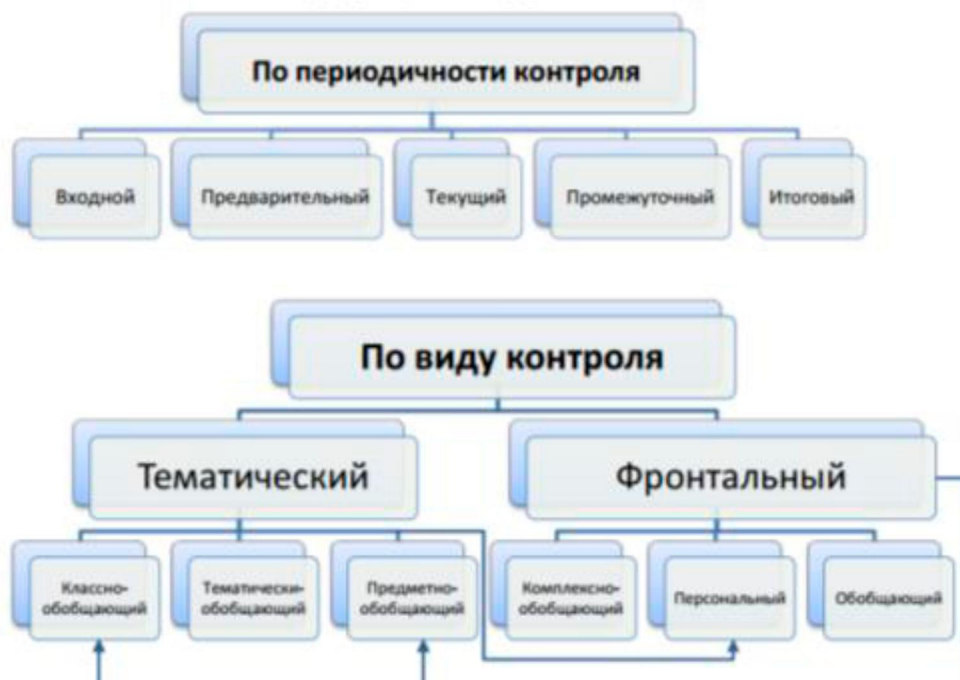 По периодичности контроля
Входной
Предварительный
Текущий
Промежуточный
Итоговый
По виду контроля
Тематический
Фронтальный
Классно-
обобщающий
Тематически-
обобщающий
Предметно-
обобщающий
Комплексно-
обобщающий
Персональный
Обобщающий